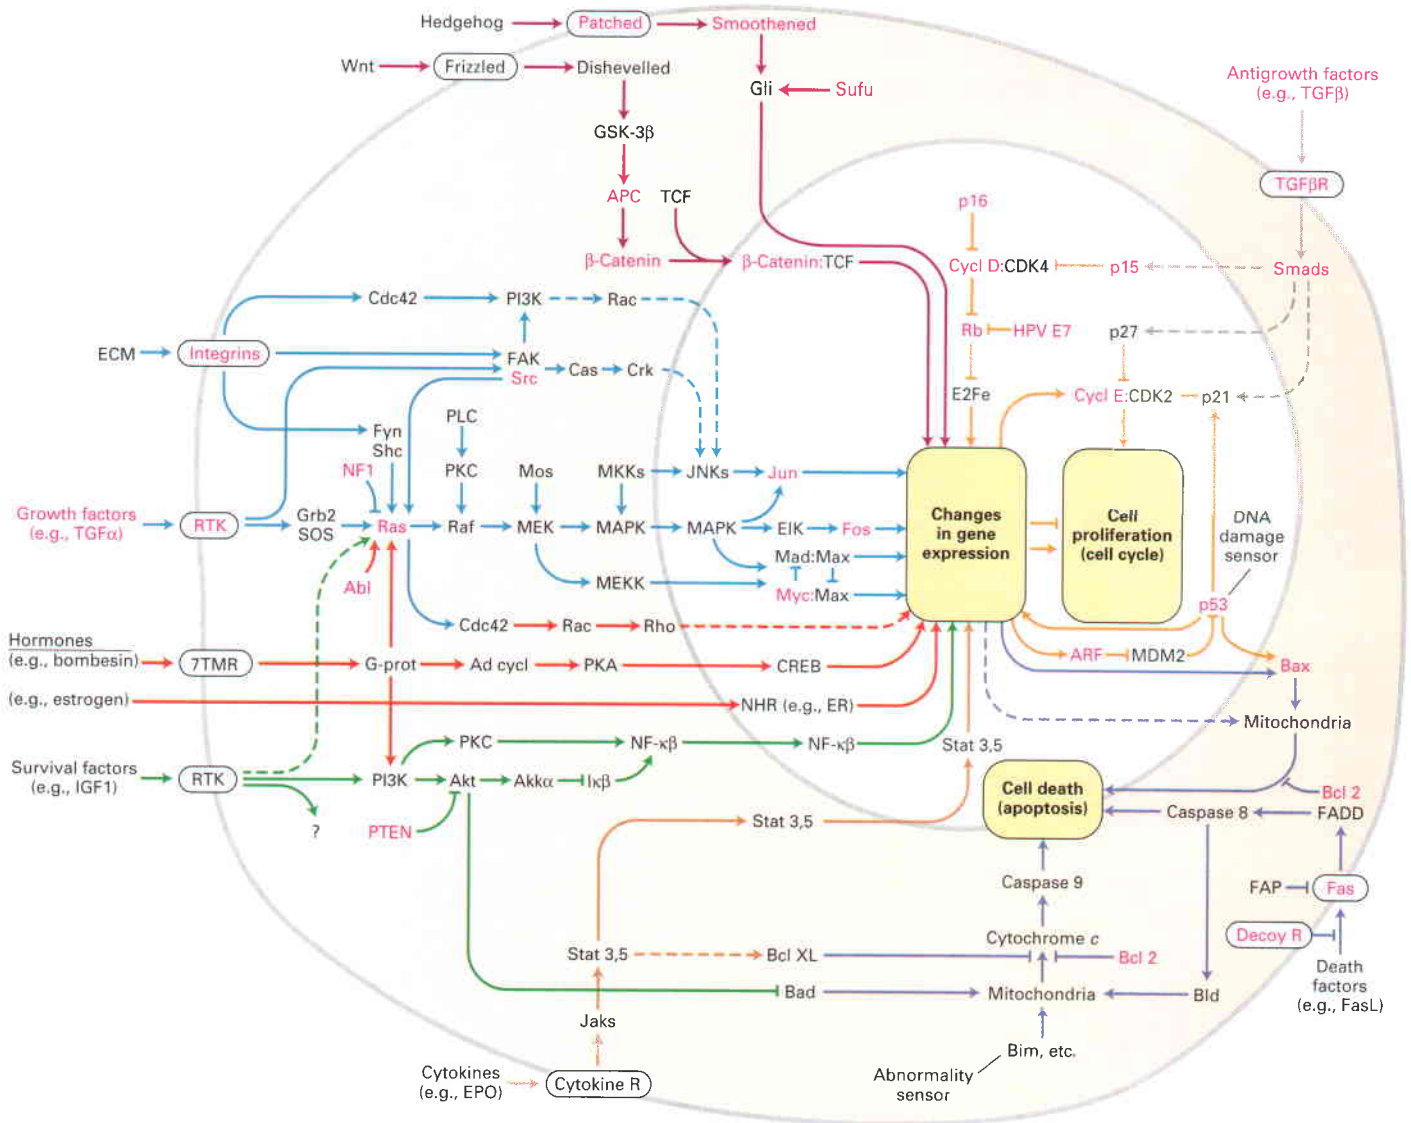 Hedgehog
Patched
Smoothened
Wnt
Frizzled
Dishevelled
Gli
Sufu
Antigrowth factors
(e.g., TGFβ)
GSK-3β
APC
TCF
TGFβR
p16
β-Catenin
β-Catenin:TCF
Cycl D:CDK4
p15
Smads
Cdc42
PI3K
Rac
Rb
HPV E7
p27
ECM
Integrins
FAK
Src
Cas
Crk
E2Fe
Cycl E:CDK2
p21
PLC
Fyn
Shc
NF1
PKC
Mos
MKKs
JNKs
Jun
Growth factors
(e.g., TGFα)
RTK
Grb2
SOS
Ras
Raf
MEK
MAPK
MAPK
EIK
Fos
Changes
in gene
expression
Cell
proliferation
(cell cycle)
DNA
damage
sensor
Abl
MEKK
Mad:Max
Myc:Max
p53
Cdc42
Rac
Rho
Hormones
(e.g., bombesin)
7TMR
G-prot
Ad cycl
PKA
CREB
ARF
MDM2
Bax
(e.g., estrogen)
NHR (e.g., ER)
Mitochondria
PKC
NF-κβ
NF-κβ
Stat 3,5
Survival factors
(e.g., IGF1)
RTK
PI3K
Akt
Akkα
Iκβ
Cell death
(apoptosis)
Bcl 2
?
PTEN
Stat 3,5
Caspase 8
FADD
Caspase 9
FAP
Fas
Cytochrome c
Decoy R
Stat 3,5
Bcl XL
Bcl 2
Death
factors
(e.g., FasL)
Bad
Mitochondria
Bld
Jaks
Bim, etc.
Abnormality
sensor
Cytokines
(e.g., EPO)
Cytokine R